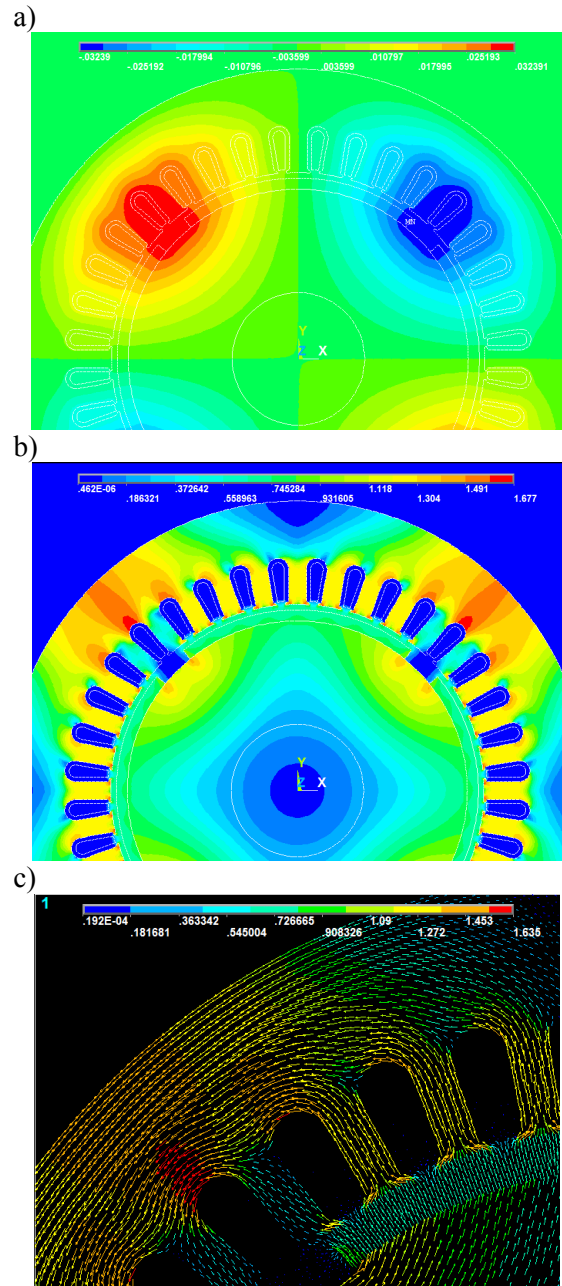 a)
-.03239 -.017994 -.003599 .010797 .025193
-.025192 -.010796 .003599 .017995 .032391
MN
Y
Z X
b)
.462E-06 .372642 .745284 1.118 1.491
.186321 .558963 .931605 1.304 1.677
Y
Z X
c)
1
.192E-04 .363342 .726665 1.09 1.453
.181681 .545004 .908326 1.272 1.635